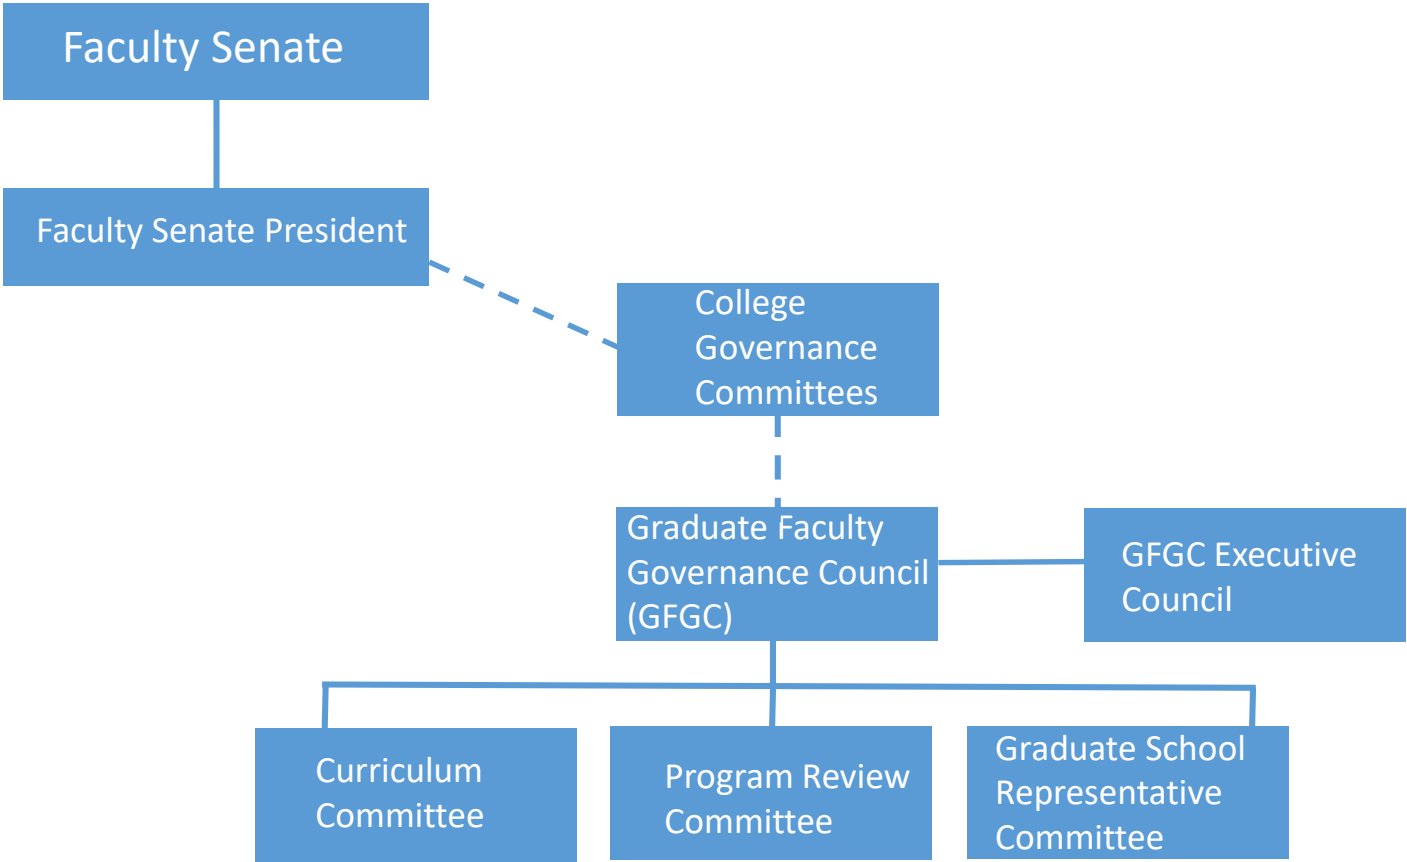 Faculty Senate
Faculty Senate President
College
Governance
Committees
Graduate Faculty
Governance Council
(GFGC)
GFGC Executive
Council
Curriculum
Committee
Program Review
Committee
Graduate School
Representative
Committee